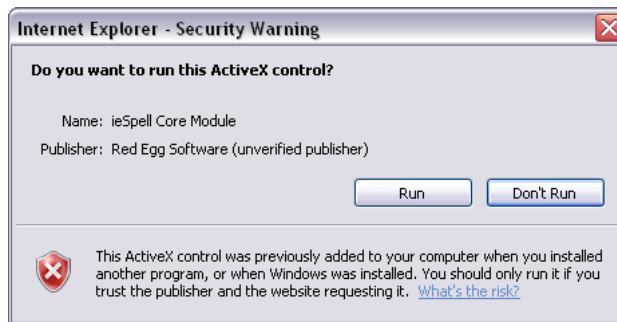 Internet Explorer - Security Warning
Do you want to run this ActiveX control?
Name: ieSpell Core Module
Publisher: Red Egg Software (unverified publisher)
Run Don't Run
This ActiveX control was previously added to your computer when you installed
another program, or when Windows was installed. You should only run it if you
trust the publisher and the website requesting it. What's the risk?